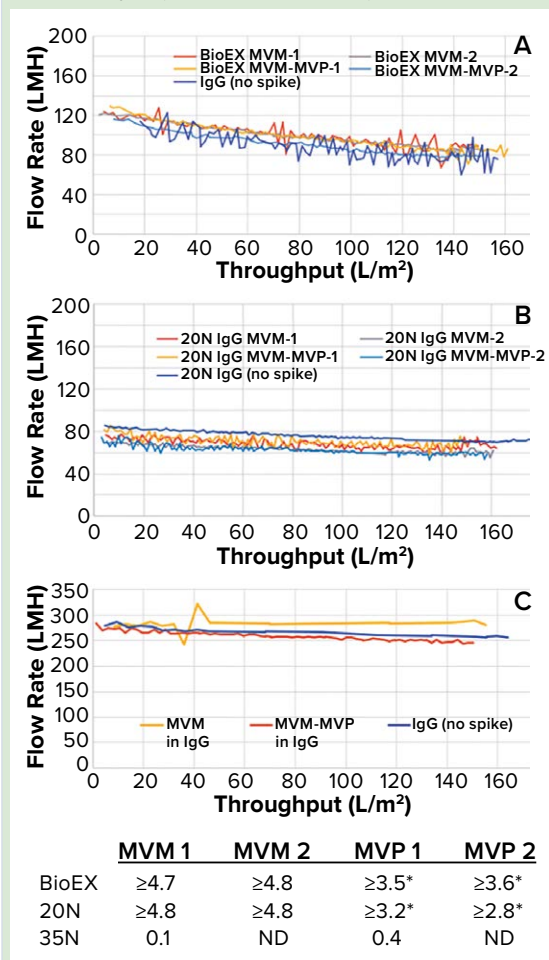 A
200
160
120
80
40
0
Flow Rate (LMH)
BioEX MVM-1
BioEX MVM-2
BioEX MVM-MVP-1
BioEX MVM-MVP-2
IgG (no spike)
0 20 40 60 80 100 120 140 160
Throughput (L/m²)
B
200
160
120
80
40
0
Flow Rate (LMH)
20N IgG MVM-1
20N IgG MVM-2
20N IgG MVM-MVP-1
20N IgG MVM-MVP-2
20N IgG (no spike)
0 20 40 60 80 100 120 140 160
Throughput (L/m²)
C
350
300
250
200
150
100
50
0
Flow Rate (LMH)
MVM
in IgG
MVM-MVP
in IgG
IgG (no spike)
0 20 40 60 80 100 120 140 160
Throughput (L/m²)
MVM 1 MVM 2 MVP 1 MVP 2
BioEX ≥4.7 ≥4.8 ≥3.5* ≥3.6*
20N ≥4.8 ≥4.8 ≥3.2* ≥2.8*
35N 0.1 ND 0.4 ND